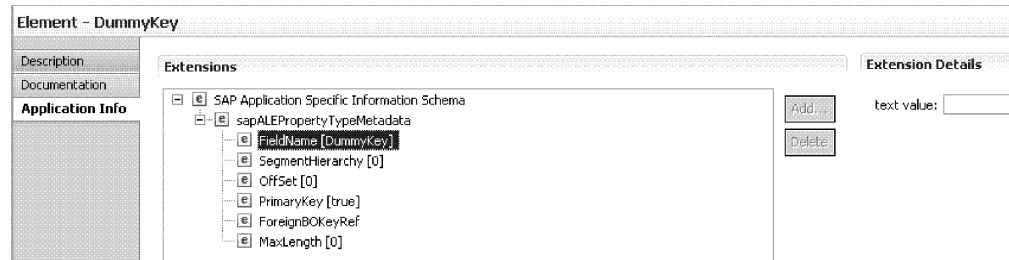 Element - DummyKey
Description
Documentation
Application Info
Extensions
SAP Application Specific Information Schema
sapALEPropertyTypeMetadata
FieldName [DummyKey]
SegmentHierarchy [0]
OffSet [0]
PrimaryKey [true]
ForeignBOKeyRef
MaxLength [0]
Add...
Delete
Extension Details
text value: